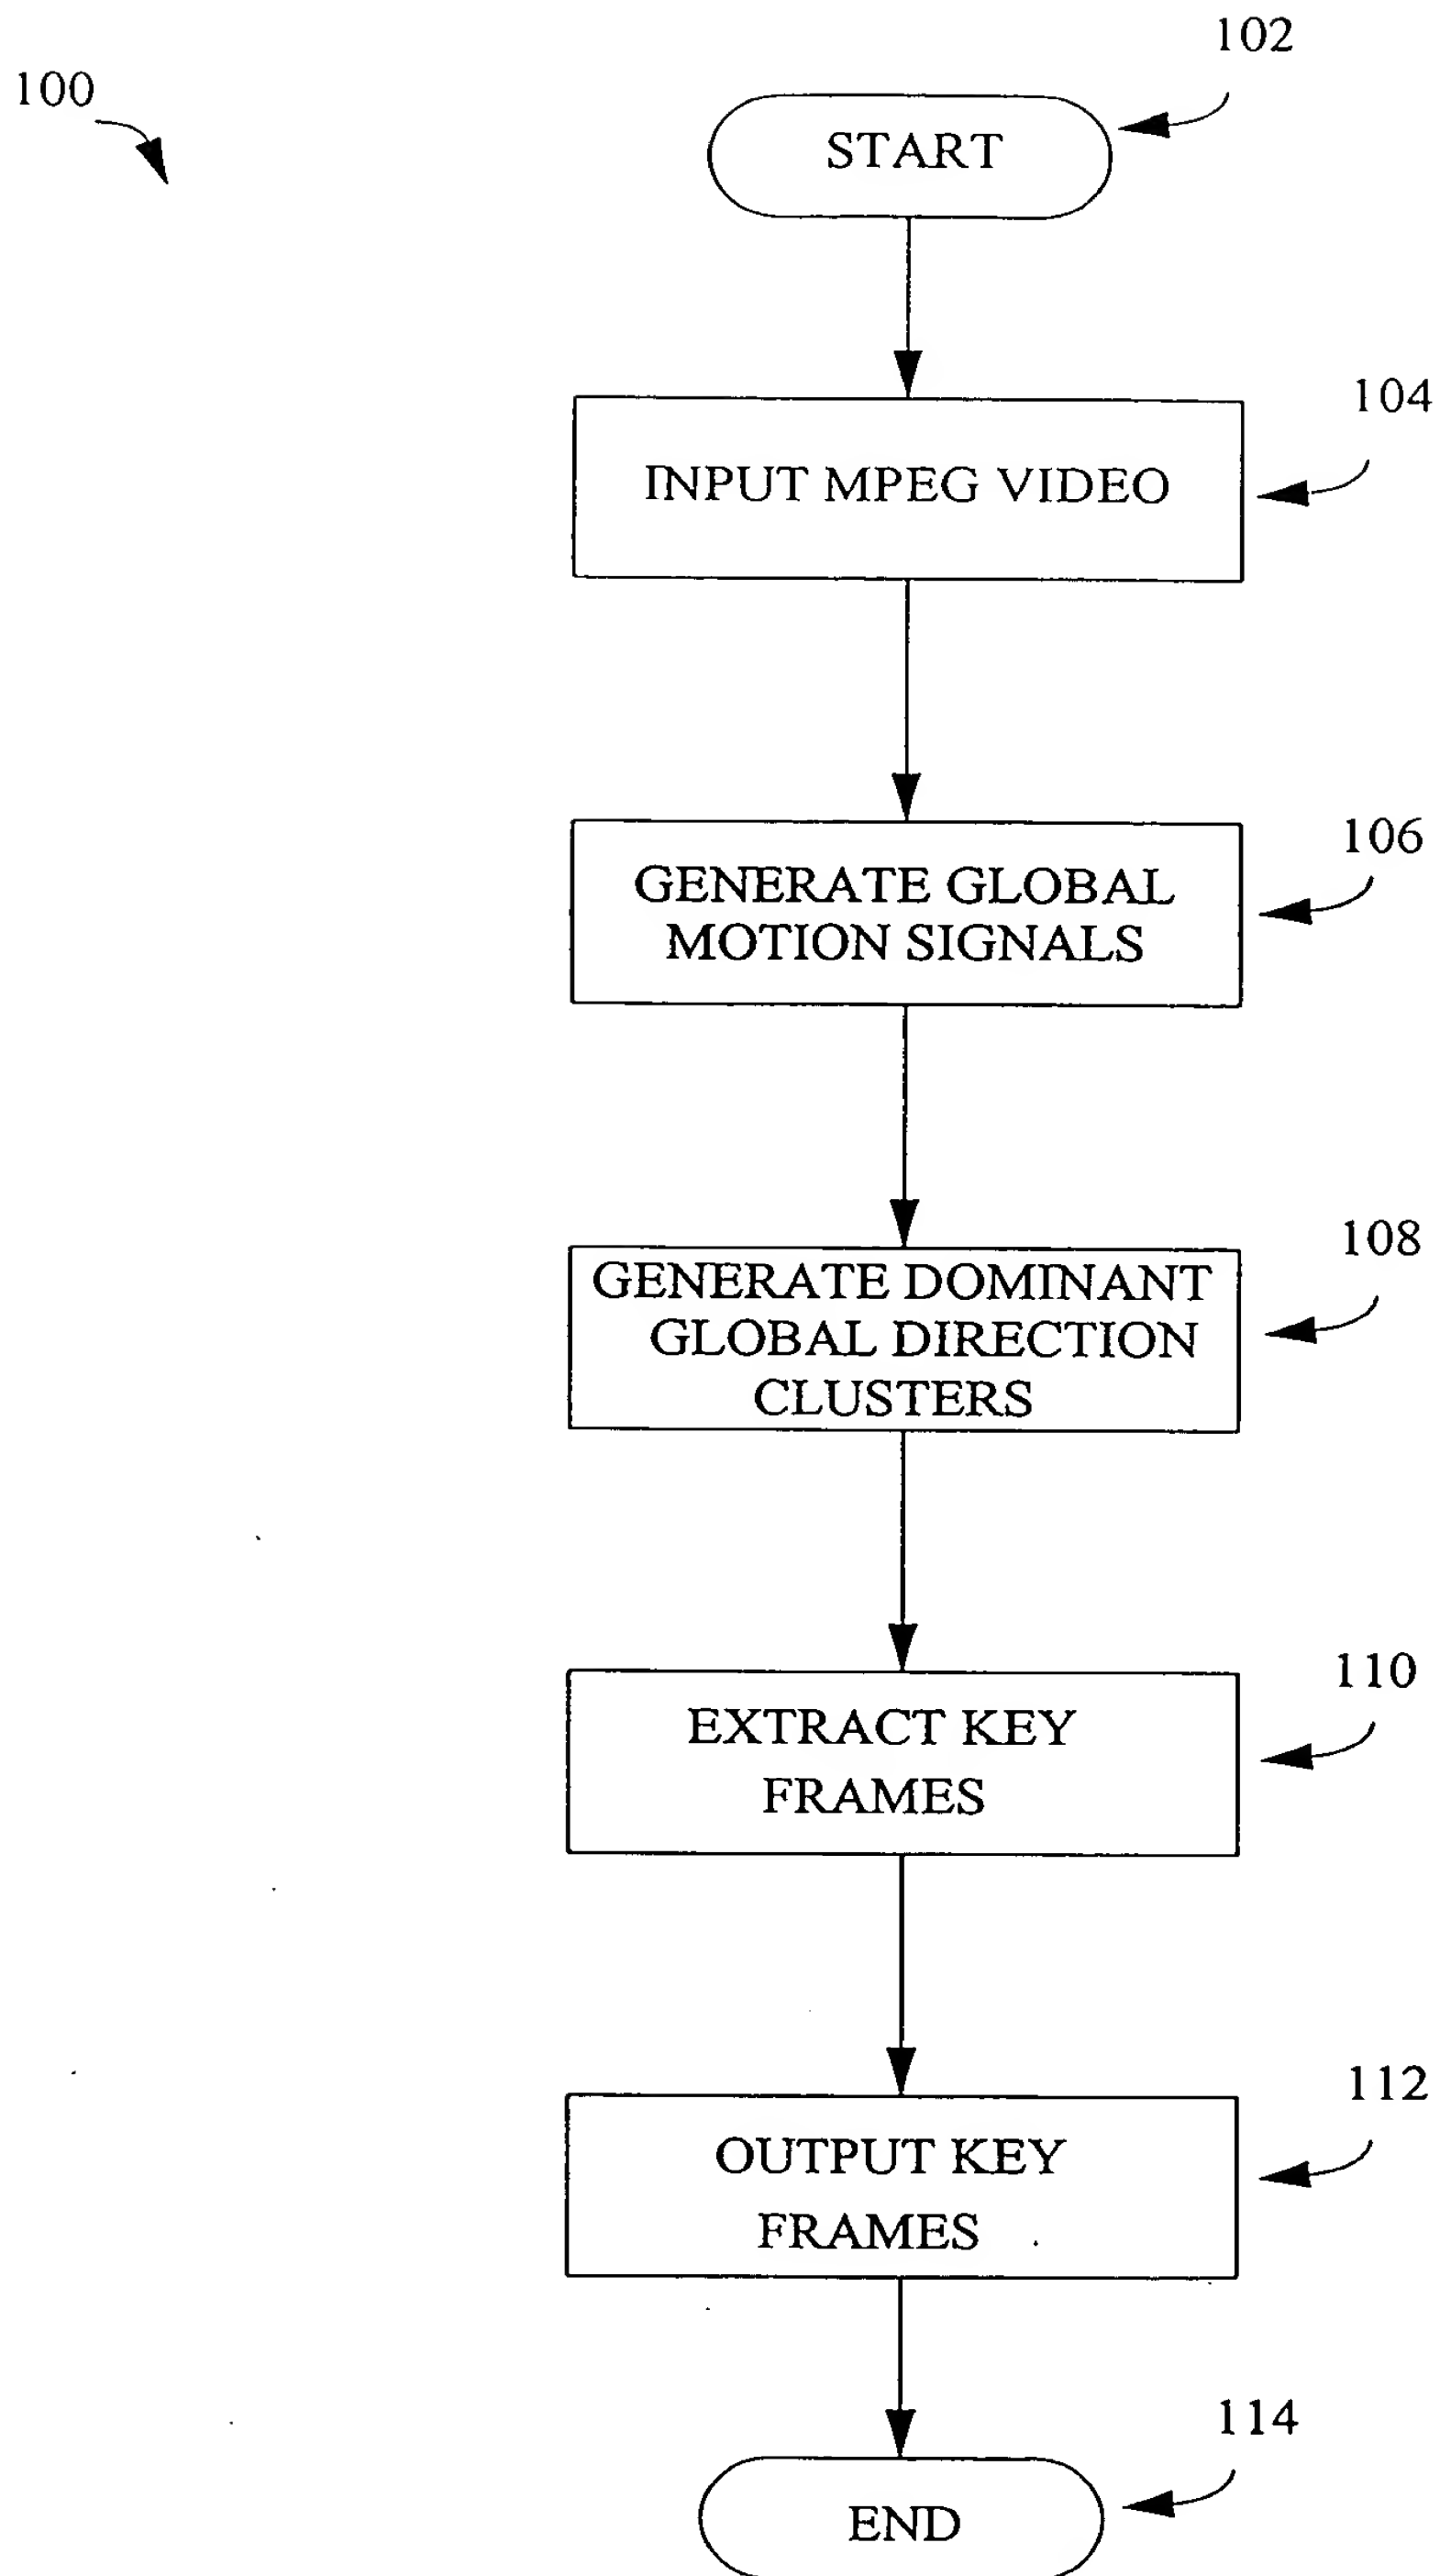 102
100
START
104
INPUT MPEG VIDEO
106
GENERATE GLOBAL
MOTION SIGNALS
108
GENERATE DOMINANT
GLOBAL DIRECTION
CLUSTERS
110
EXTRACT KEY
FRAMES
112
OUTPUT KEY
FRAMES
114
END